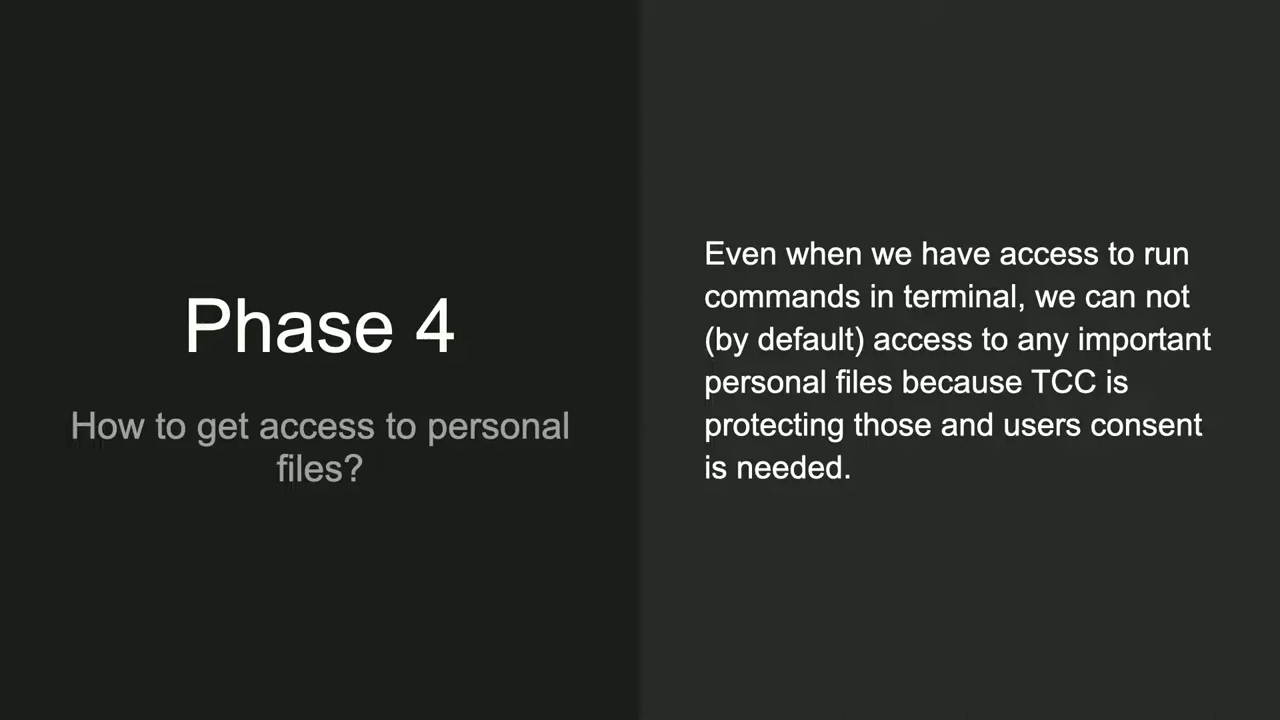 Phase 4
How to get access to personal
files?
Even when we have access to run
commands in terminal, we can not
(by default) access to any important
personal files because TCC is
protecting those and users consent
is needed.